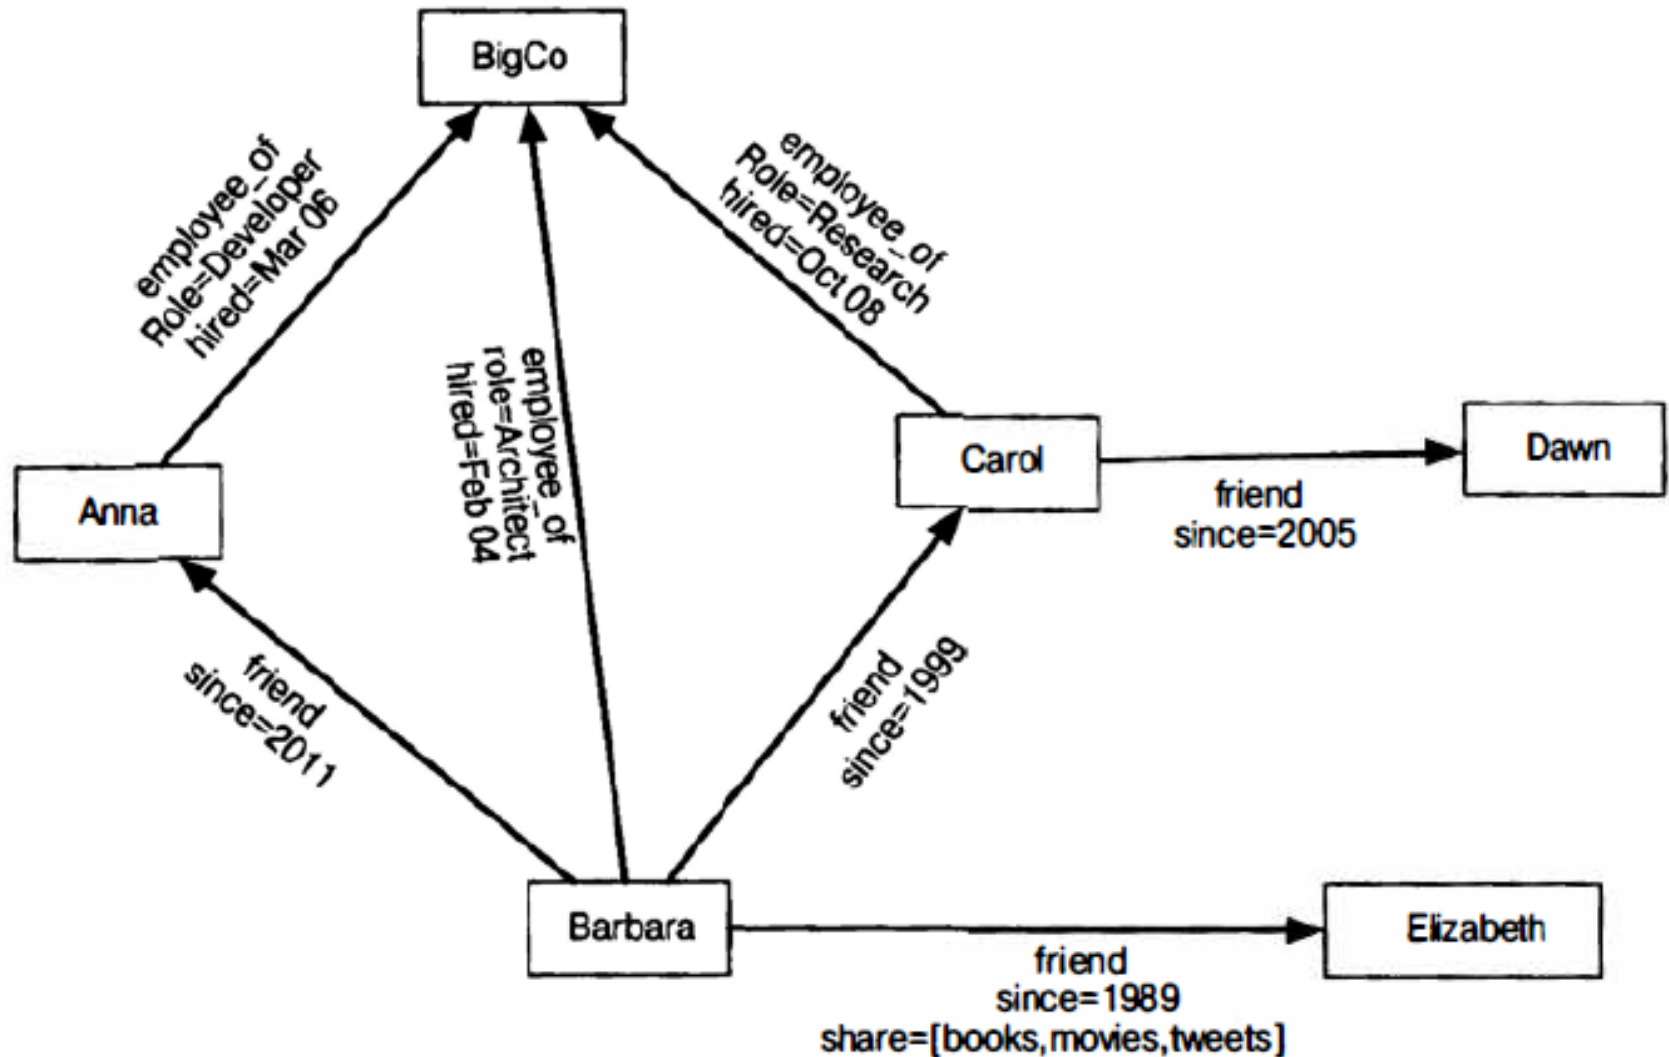 BigCo
employee_of
Role=Developer
hired=Mar 06
employee_of
role=Architect
hired=Feb 04
employee_of
Role=Research
hired=Oct 08
Anna
Carol
Dawn
friend
since=2005
friend
since=2011
friend
since=1999
Barbara
Elizabeth
friend
since=1989
share=[books,movies,tweets]